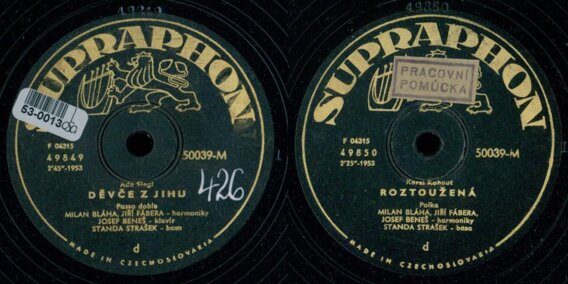 49849
SUPRAPHON
53-0013
F 04315
49849
2'45"-1953
50039-M
DĚVČE Z JIHU
426
Passo doble
MILAN BLÁHA, JIŘÍ FÁBERA - harmoniky
JOSEF BENEŠ - klavír
STANDA STRAŠEK - basa
d
MADE IN CZECHOSLOVAKIA
49850
SUPRAPHON
PRACOVNÍ
POMŮCKA
F 04315
49850
2'25"-1953
50039-M
Karel Kohout
ROZTOUŽENÁ
Polka
MILAN BLÁHA, JIŘÍ FÁBERA,
JOSEF BENEŠ - harmoniky
STANDA STRAŠEK - basa
d
MADE IN CZECHOSLOVAKIA